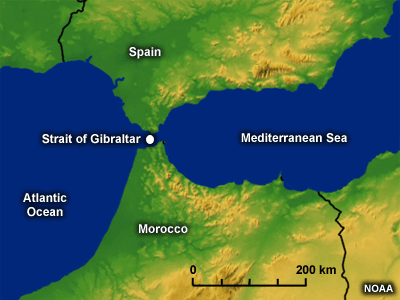 Spain
Strait of Gibraltar
Mediterranean Sea
Atlantic
Ocean
Morocco
0
200 km
NOAA